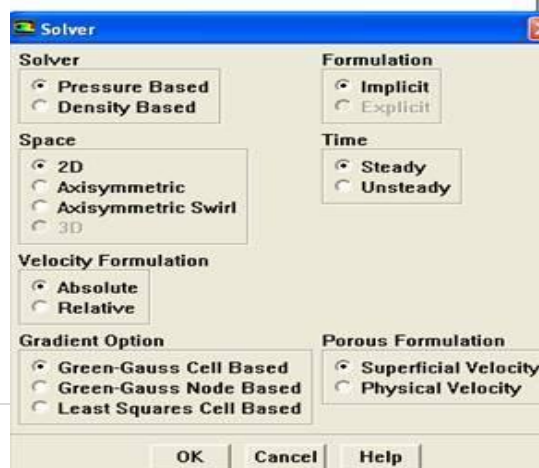 Solver
Solver
Pressure Based
Density Based
Formulation
Implicit
Explicit
Space
2D
Axisymmetric
Axisymmetric Swirl
3D
Time
Steady
Unsteady
Velocity Formulation
Absolute
Relative
Gradient Option
Green-Gauss Cell Based
Green-Gauss Node Based
Least Squares Cell Based
Porous Formulation
Superficial Velocity
Physical Velocity
OK Cancel Help